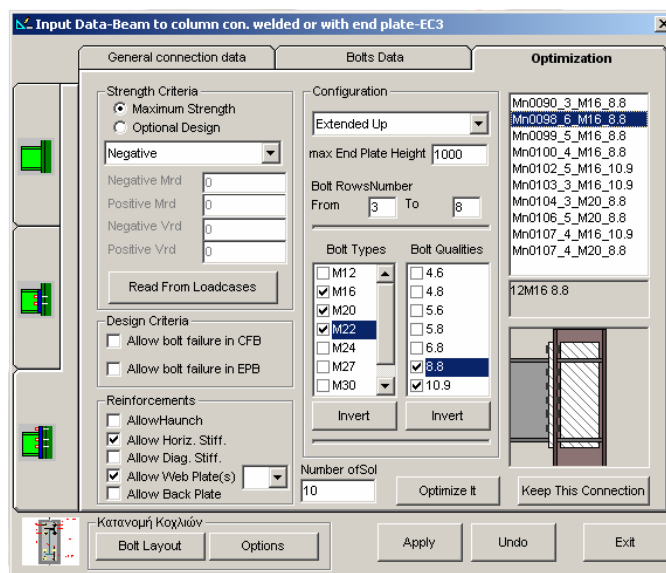 Input Data-Beam to column con. welded or with end plate-EC3
General connection data
Bolts Data
Optimization
Strength Criteria
Maximum Strength
Optional Design
Negative
Negative Mrd 0
Positive Mrd 0
Negative Vrd 0
Positive Vrd 0
Read From Loadcases
Design Criteria
Allow bolt failure in CFB
Allow bolt failure in EPB
Reinforcements
AllowHaunch
Allow Horiz. Stiff.
Allow Diag. Stiff.
Allow Web Plate(s)
Allow Back Plate
Configuration
Extended Up
max End Plate Height 1000
Bolt RowsNumber
From 3 To 8
Bolt Types
M12
M16
M20
M22
M24
M27
M30
Invert
Bolt Qualities
4.6
4.8
5.6
5.8
6.8
8.8
10.9
Invert
Number ofSol
10
Optimize It
Mn0090_3_M16_8.8
Mn0098_6_M16_8.8
Mn0099_5_M16_8.8
Mn0100_4_M16_8.8
Mn0102_5_M16_10.9
Mn0103_3_M16_10.9
Mn0104_3_M20_8.8
Mn0106_5_M20_8.8
Mn0107_4_M16_10.9
Mn0107_4_M20_8.8
12M16 8.8
Keep This Connection
Κατανομή Κοχλιών
Bolt Layout
Options
Apply
Undo
Exit